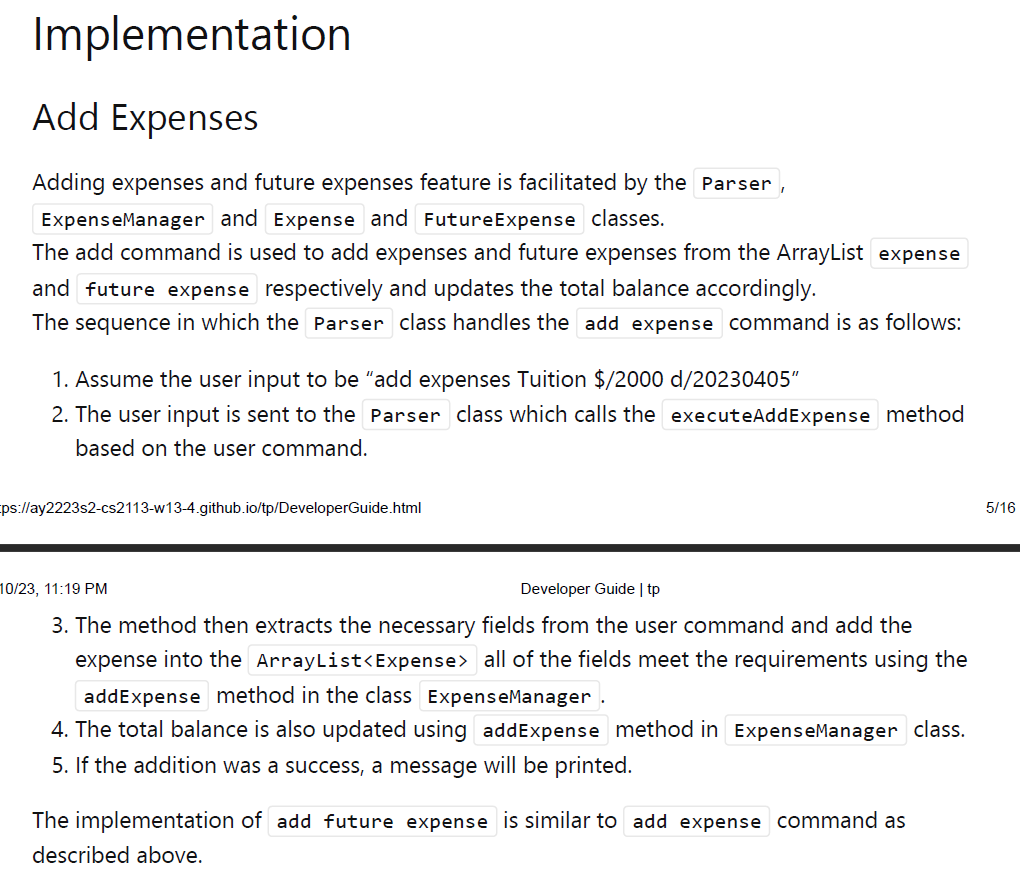 Implementation
Add Expenses
Adding expenses and future expenses feature is facilitated by the Parser,
ExpenseManager and Expense and FutureExpense classes.
The add command is used to add expenses and future expenses from the ArrayList expense
and future expense respectively and updates the total balance accordingly.
The sequence in which the Parser class handles the add expense command is as follows:
1. Assume the user input to be “add expenses Tuition $/2000 d/20230405”
2. The user input is sent to the Parser class which calls the executeAddExpense method
based on the user command.
ps://ay2223s2-cs2113-w13-4.github.io/tp/DeveloperGuide.html 5/16
10/23, 11:19 PM Developer Guide | tp
3. The method then extracts the necessary fields from the user command and add the
expense into the ArrayList<Expense> all of the fields meet the requirements using the
addExpense method in the class ExpenseManager.
4. The total balance is also updated using addExpense method in ExpenseManager class.
5. If the addition was a success, a message will be printed.
The implementation of add future expense is similar to add expense command as
described above.